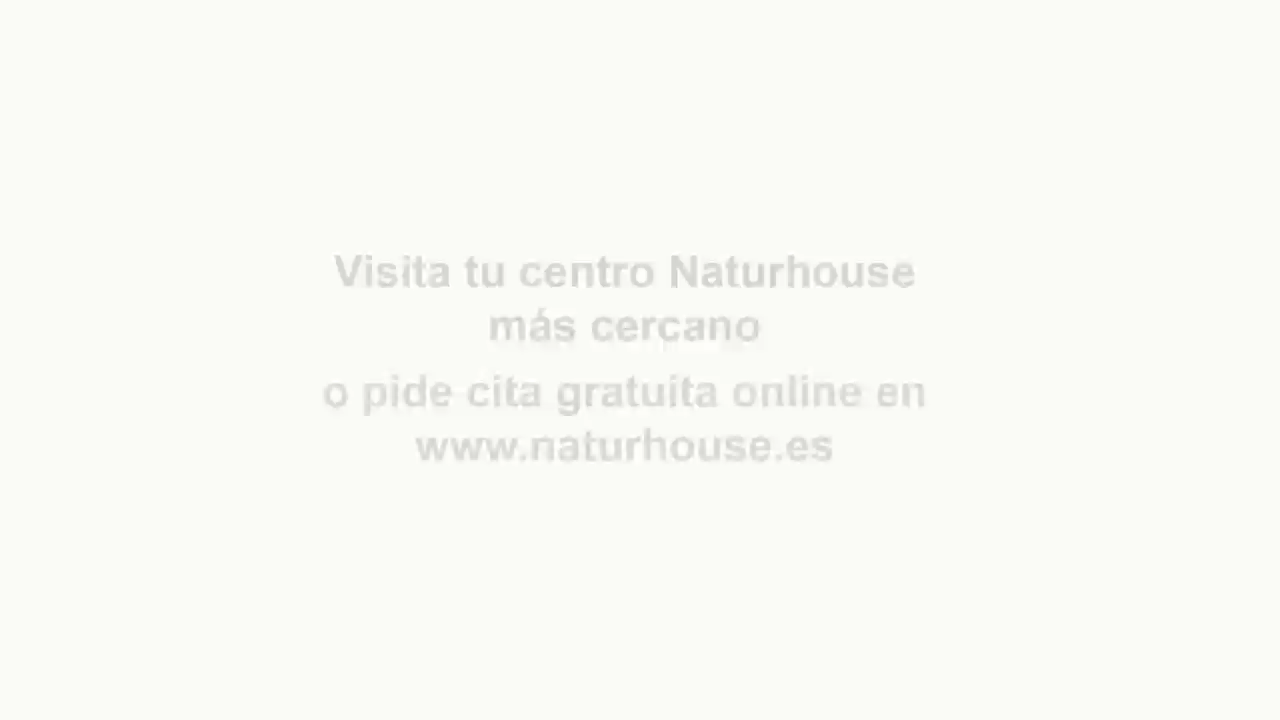 Visita tu centro Naturhouse
más cercano
o pide cita gratuita online en
www.naturhouse.es